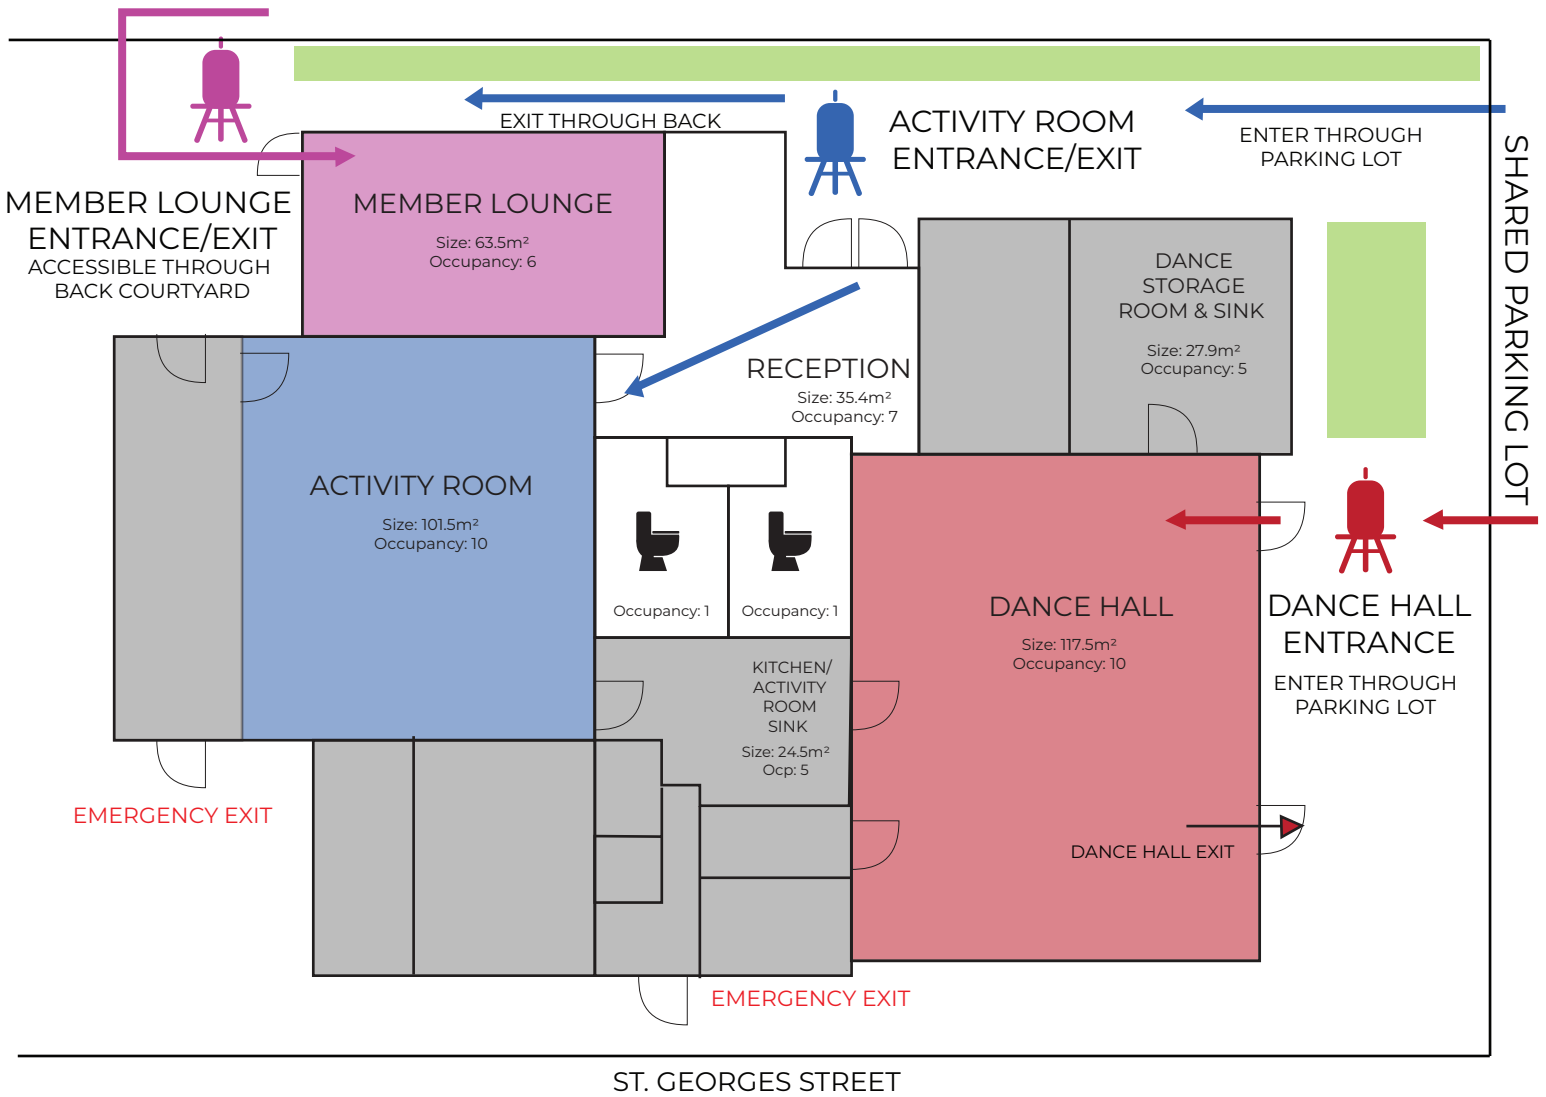 EXIT THROUGH BACK
ACTIVITY ROOM
ENTRANCE/EXIT
ENTER THROUGH
PARKING LOT
SHARED PARKING LOT
MEMBER LOUNGE
ENTRANCE/EXIT
ACCESSIBLE THROUGH
BACK COURTYARD
MEMBER LOUNGE
Size: 63.5m²
Occupancy: 6
DANCE
STORAGE
ROOM & SINK
Size: 27.9m²
Occupancy: 5
RECEPTION
Size: 35.4m²
Occupancy: 7
ACTIVITY ROOM
Size: 101.5m²
Occupancy: 10
Occupancy: 1
Occupancy: 1
DANCE HALL
Size: 117.5m²
Occupancy: 10
DANCE HALL
ENTRANCE
ENTER THROUGH
PARKING LOT
KITCHEN/
ACTIVITY
ROOM
SINK
Size: 24.5m²
Ocp: 5
EMERGENCY EXIT
DANCE HALL EXIT
EMERGENCY EXIT
ST. GEORGES STREET